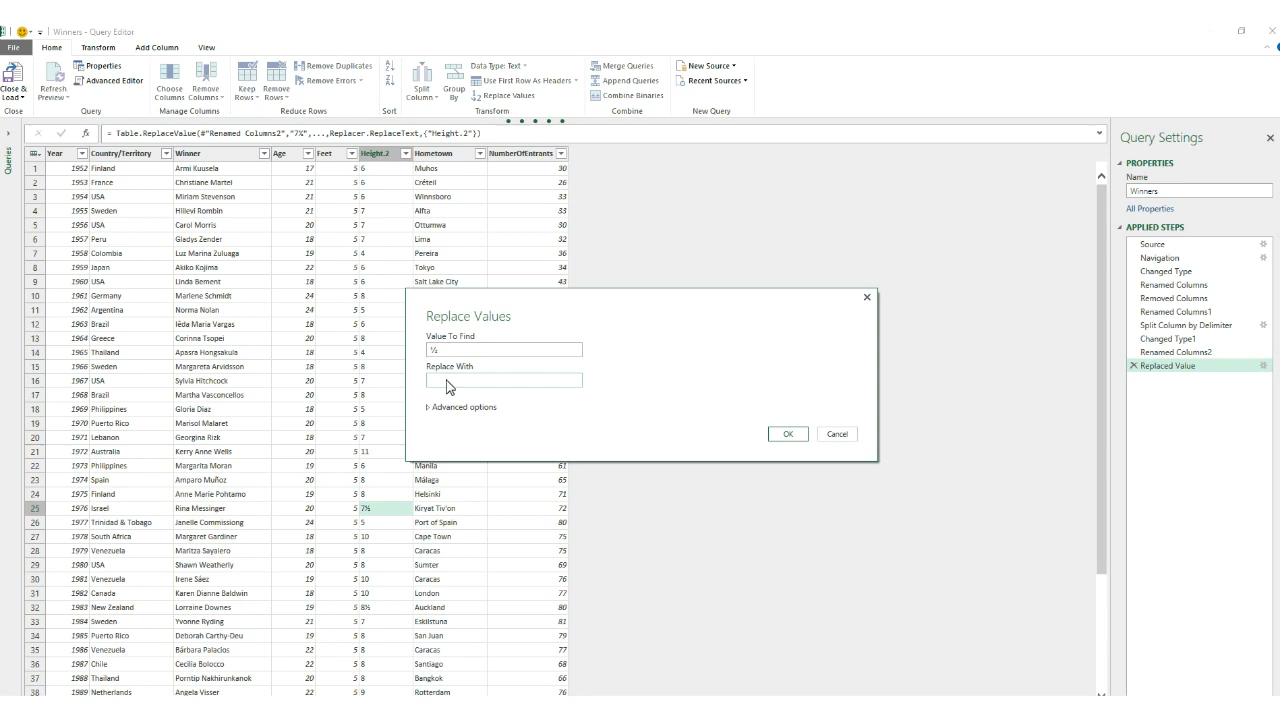 Winners - Query Editor
File Home Transform Add Column View
Close & Load
Refresh Preview
Properties
Advanced Editor
Choose Columns
Remove Columns
Keep Rows
Remove Rows
Remove Duplicates
Remove Errors
Split Column
Group By
Data Type: Text
Use First Row As Headers
Replace Values
Merge Queries
Append Queries
Combine Binaries
New Source
Recent Sources
Close Query Manage Columns Reduce Rows Sort Transform Combine New Query
= Table.ReplaceValue(#"Renamed Columns2","7½",...,Replacer.ReplaceText,{"Height.2"})
Queries
Year Country/Territory Winner Age Feet Height.2 Hometown NumberOfEntrants
1 1952 Finland Armi Kuusela 17 5 6 Muhos 30
2 1953 France Christiane Martel 21 5 6 Créteil 26
3 1954 USA Miriam Stevenson 21 5 6 Winnsboro 33
4 1955 Sweden Hillevi Rombin 21 5 7 Alfta 33
5 1956 USA Carol Morris 20 5 7 Ottumwa 30
6 1957 Peru Gladys Zender 18 5 7 Lima 32
7 1958 Colombia Luz Marina Zuluaga 19 5 4 Pereira 36
8 1959 Japan Akiko Kojima 22 5 6 Tokyo 34
9 1960 USA Linda Bement 18 5 6 Salt Lake City 43
10 1961 Germany Marlene Schmidt 24 5 8
11 1962 Argentina Norma Nolan 24 5 5
12 1963 Brazil Iêda Maria Vargas 18 5 6
13 1964 Greece Corinna Tsopei 20 5 8
14 1965 Thailand Apasra Hongsakula 18 5 4
15 1966 Sweden Margareta Arvidsson 18 5 8
16 1967 USA Sylvia Hitchcock 20 5 7
17 1968 Brazil Martha Vasconcellos 20 5 8
18 1969 Philippines Gloria Diaz 18 5 5
19 1970 Puerto Rico Marisol Malaret 20 5 8
20 1971 Lebanon Georgina Rizk 18 5 7
21 1972 Australia Kerry Anne Wells 20 5 11
22 1973 Philippines Margarita Moran 19 5 6 Manila 61
23 1974 Spain Amparo Muñoz 20 5 8 Málaga 65
24 1975 Finland Anne Marie Pohtamo 19 5 8 Helsinki 71
25 1976 Israel Rina Messinger 20 5 7½ Kiryat Tiv'on 72
26 1977 Trinidad & Tobago Janelle Commissiong 24 5 5 Port of Spain 80
27 1978 South Africa Margaret Gardiner 18 5 10 Cape Town 75
28 1979 Venezuela Maritza Sayalero 18 5 8 Caracas 75
29 1980 USA Shawn Weatherly 20 5 8 Sumter 69
30 1981 Venezuela Irene Sáez 19 5 10 Caracas 76
31 1982 Canada Karen Dianne Baldwin 18 5 10 London 77
32 1983 New Zealand Lorraine Downes 19 5 8½ Auckland 80
33 1984 Sweden Yvonne Ryding 21 5 7 Eskilstuna 81
34 1985 Puerto Rico Deborah Carthy-Deu 19 5 8 San Juan 79
35 1986 Venezuela Bárbara Palacios 22 5 8 Caracas 77
36 1987 Chile Cecilia Bolocco 22 5 8 Santiago 68
37 1988 Thailand Porntip Nakhirunkanok 20 5 8 Bangkok 66
38 1989 Netherlands Angela Visser 22 5 9 Rotterdam 76
Replace Values
Value To Find
½
Replace With
Advanced options
OK Cancel
Query Settings
PROPERTIES
Name
Winners
All Properties
APPLIED STEPS
Source
Navigation
Changed Type
Renamed Columns
Removed Columns
Renamed Columns1
Split Column by Delimiter
Changed Type1
Renamed Columns2
Replaced Value